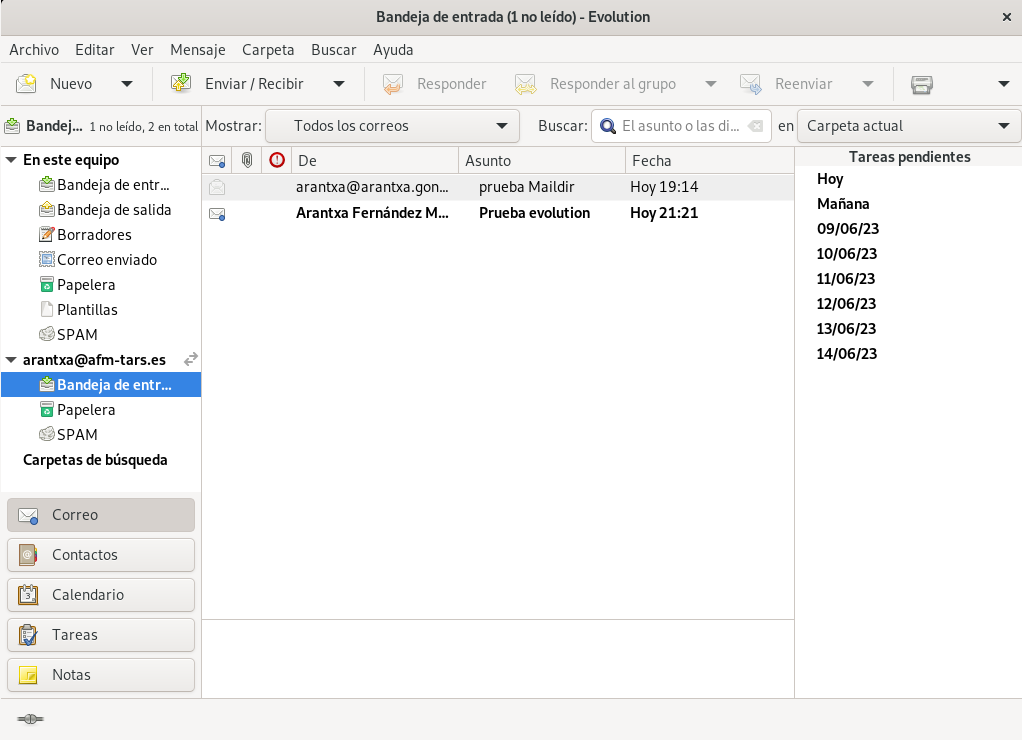 Bandeja de entrada (1 no leído) - Evolution
Archivo Editar Ver Mensaje Carpeta Buscar Ayuda
Nuevo Enviar / Recibir Responder Responder al grupo Reenviar
Bandej... 1 no leído, 2 en total Mostrar: Todos los correos Buscar: El asunto o las di... en Carpeta actual
En este equipo
Bandeja de entr...
Bandeja de salida
Borradores
Correo enviado
Papelera
Plantillas
SPAM
arantxa@afm-tars.es
Bandeja de entr...
Papelera
SPAM
Carpetas de búsqueda
Correo
Contactos
Calendario
Tareas
Notas
De Asunto Fecha
arantxa@arantxa.gon... prueba Maildir Hoy 19:14
Arantxa Fernández M... Prueba evolution Hoy 21:21
Tareas pendientes
Hoy
Mañana
09/06/23
10/06/23
11/06/23
12/06/23
13/06/23
14/06/23